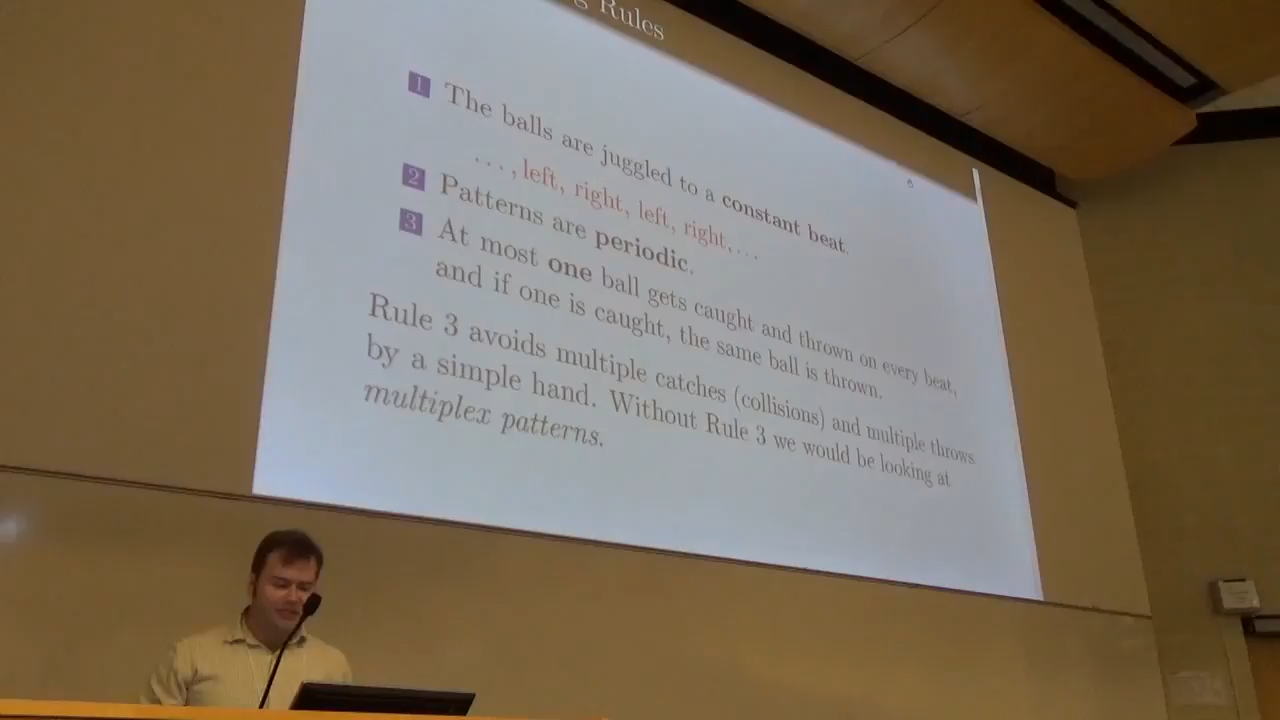 Rules
1 The balls are juggled to a constant beat.
..., left, right, left, right, ...
2 Patterns are periodic.
3 At most one ball gets caught and thrown on every beat,
and if one is caught, the same ball is thrown.
Rule 3 avoids multiple catches (collisions) and multiple throws
by a simple hand. Without Rule 3 we would be looking at
multiplex patterns.